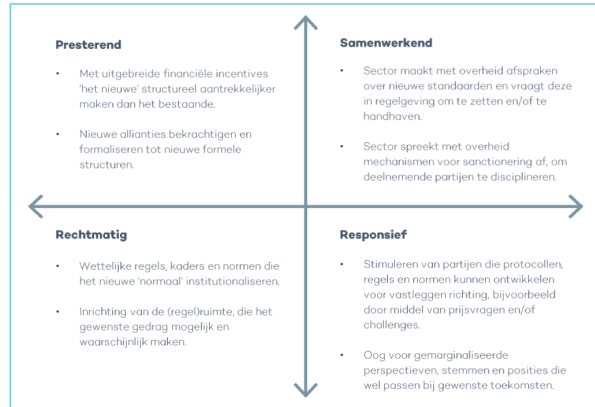 Presterend
• Met uitgebreide financiële incentives
'het nieuwe' structureel aantrekkelijker
maken dan het bestaande.
• Nieuwe allianties bekrachtigen en
formaliseren tot nieuwe formele
structuren.
Samenwerkend
• Sector maakt met overheid afspraken
over nieuwe standaarden en vraagt deze
in regelgeving om te zetten en/of te
handhaven.
• Sector spreekt met overheid
mechanismen voor sanctionering af, om
deelnemende partijen te disciplineren.
Rechtmatig
• Wettelijke regels, kaders en normen die
het nieuwe 'normaal' institutionaliseren.
• Inrichting van de (regel)ruimte, die het
gewenste gedrag mogelijk en
waarschijnlijk maken.
Responsief
• Stimuleren van partijen die protocollen,
regels en normen kunnen ontwikkelen
voor vastleggen richting, bijvoorbeeld
door middel van prijsvragen en/of
challenges.
• Oog voor gemarginaliseerde
perspectieven, stemmen en posities die
wel passen bij gewenste toekomsten.